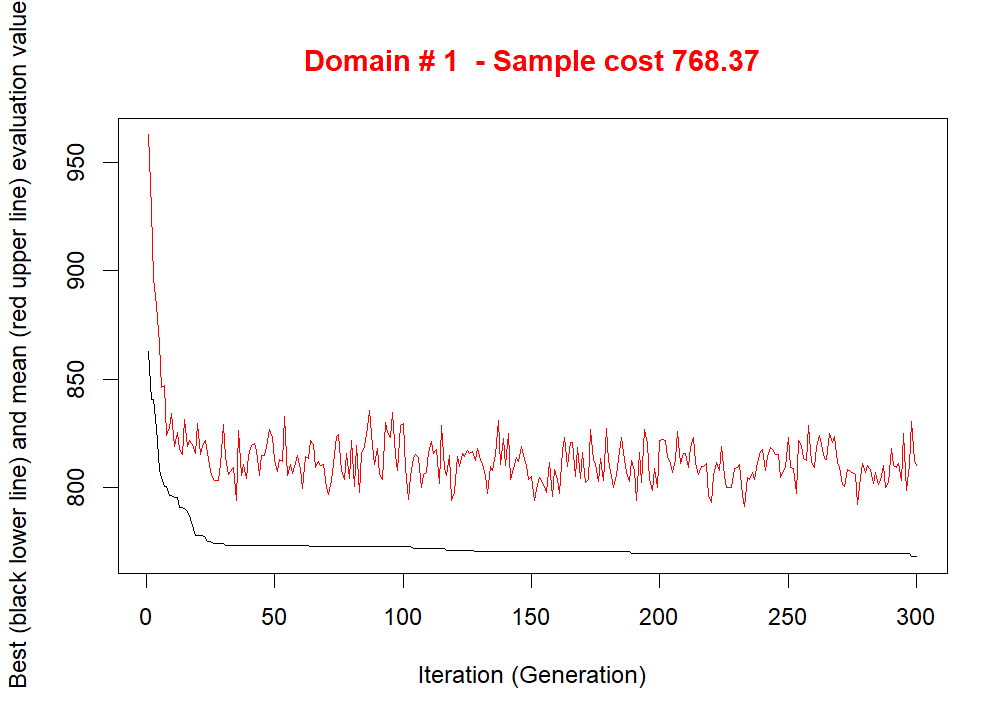 Domain # 1  - Sample cost 768.37
Best (black lower line) and mean (red upper line) evaluation value
950
900
850
800
0 50 100 150 200 250 300
Iteration (Generation)